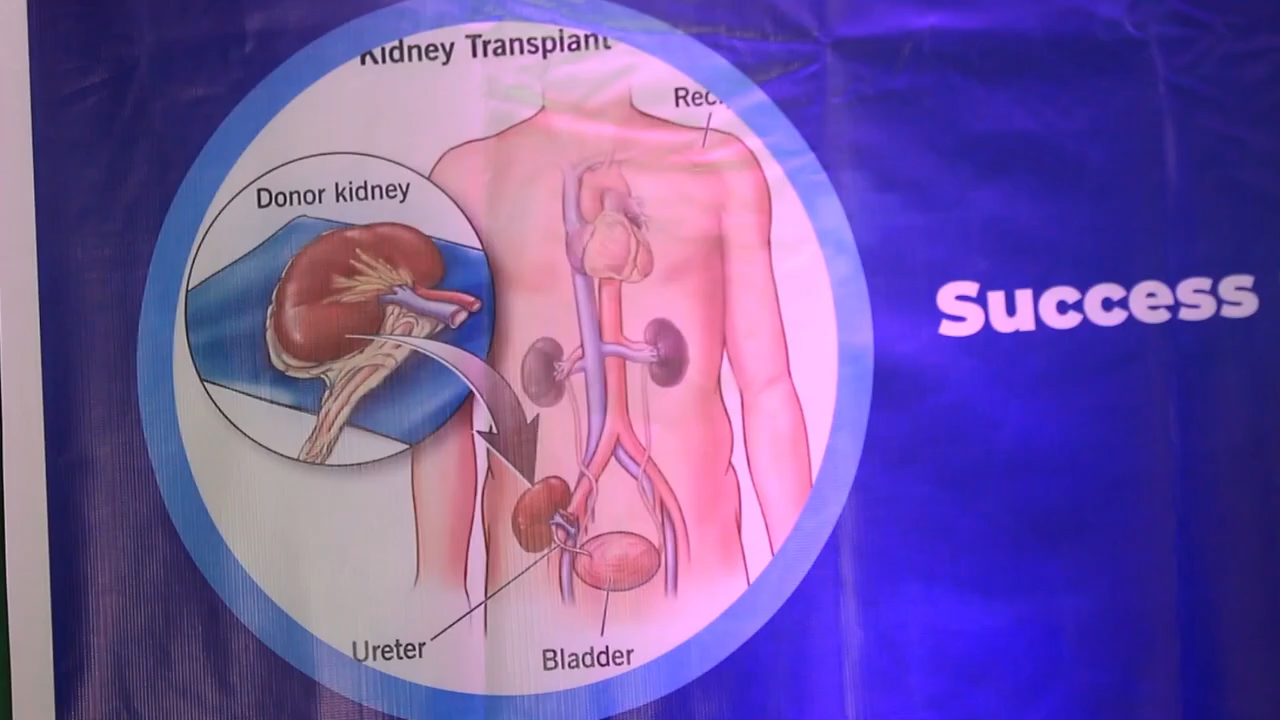 Kidney Transplant
Donor kidney
Success
Ureter
Bladder